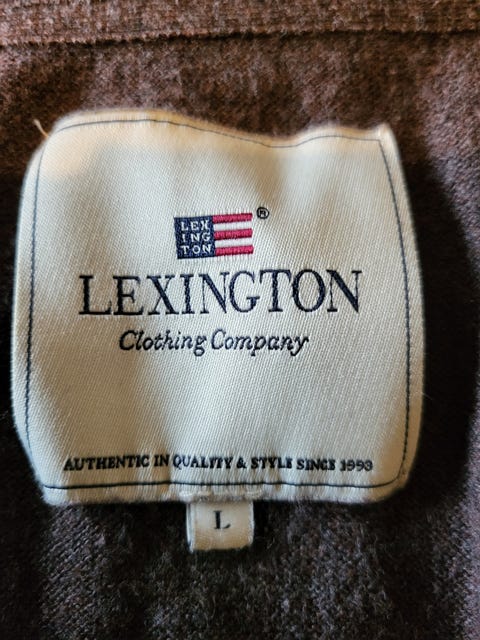 LEX
ING
TON
®
LEXINGTON
Clothing Company
AUTHENTIC IN QUALITY & STYLE SINCE 1993
L